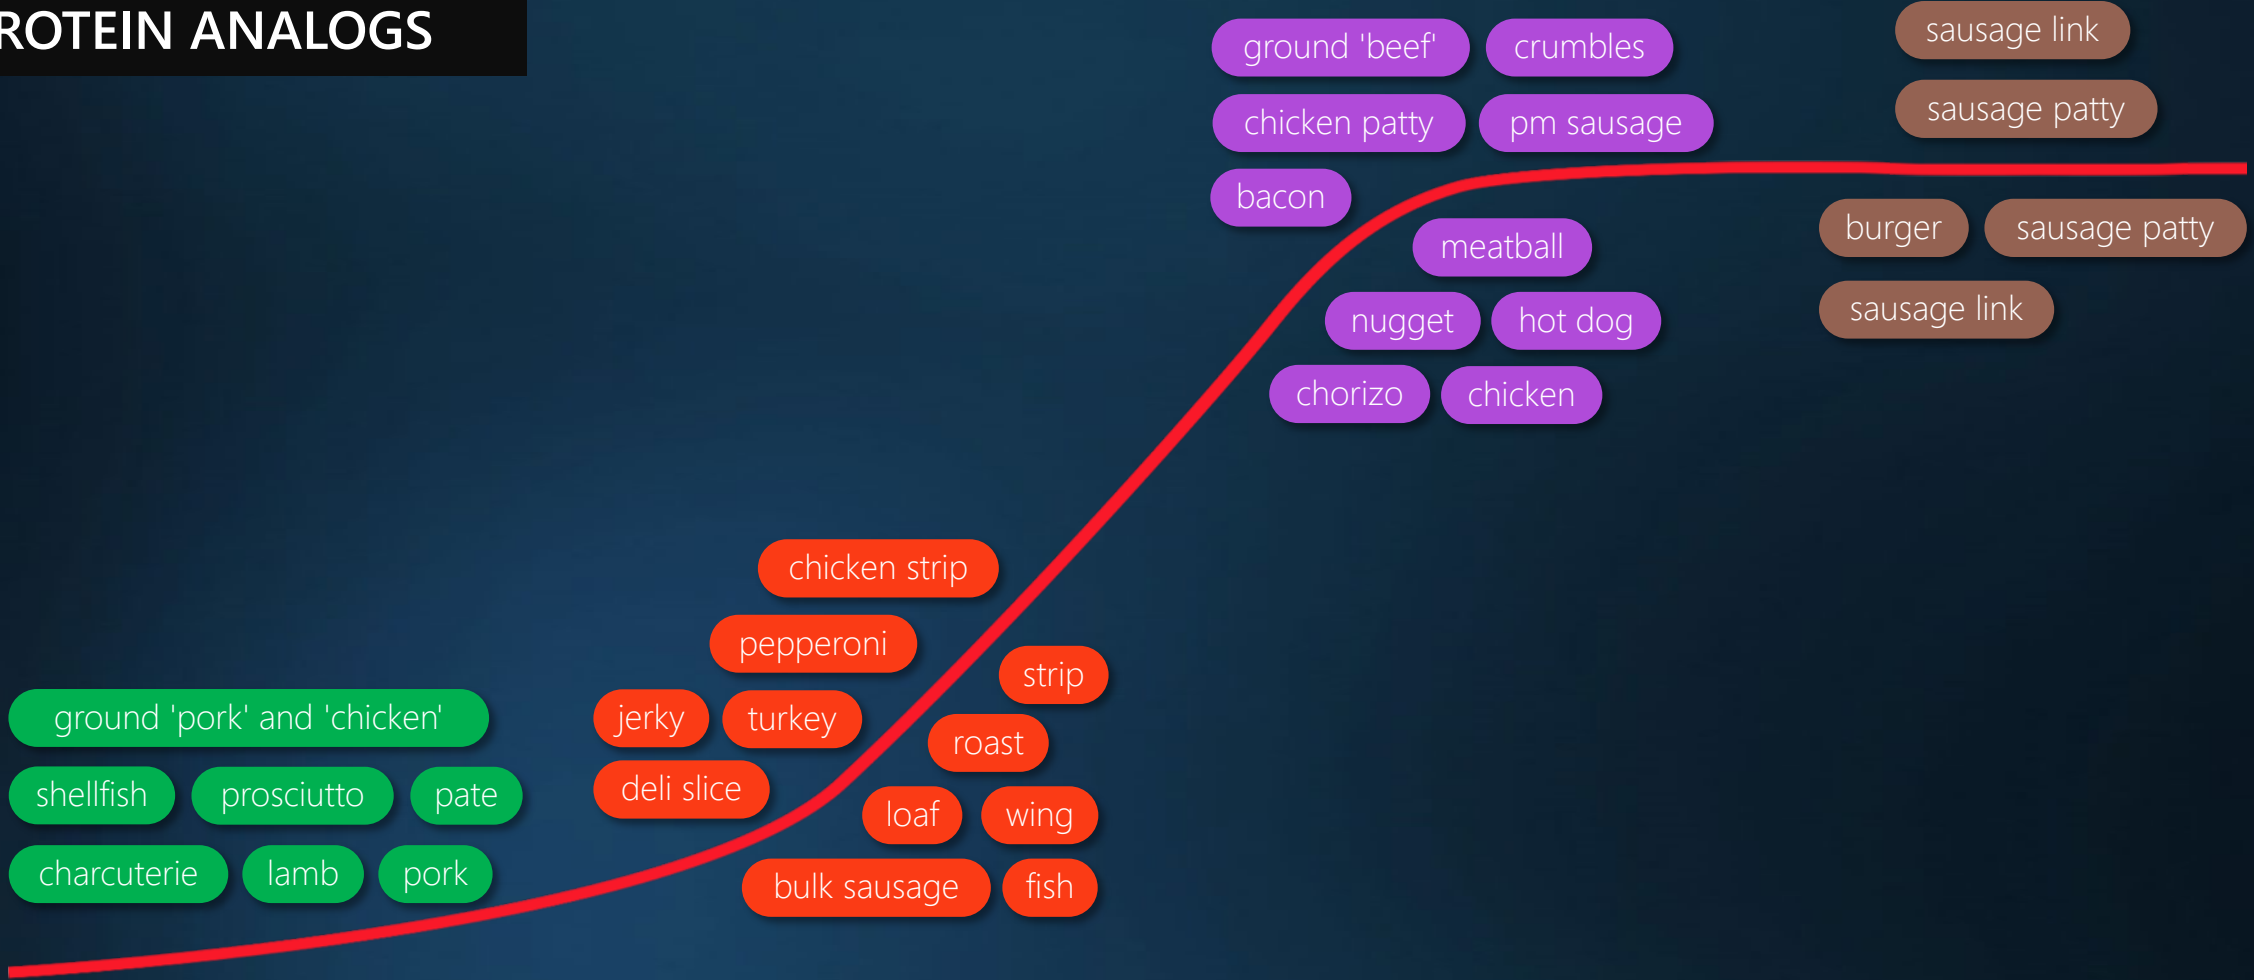 ROTEIN ANALOGS
ground 'pork' and 'chicken'
shellfish prosciutto pate
charcuterie lamb pork
chicken strip
pepperoni
jerky turkey
deli slice
strip
roast
loaf wing
bulk sausage fish
ground 'beef' crumbles
chicken patty pm sausage
bacon
meatball
nugget hot dog
chorizo chicken
sausage link
sausage patty
burger sausage patty
sausage link